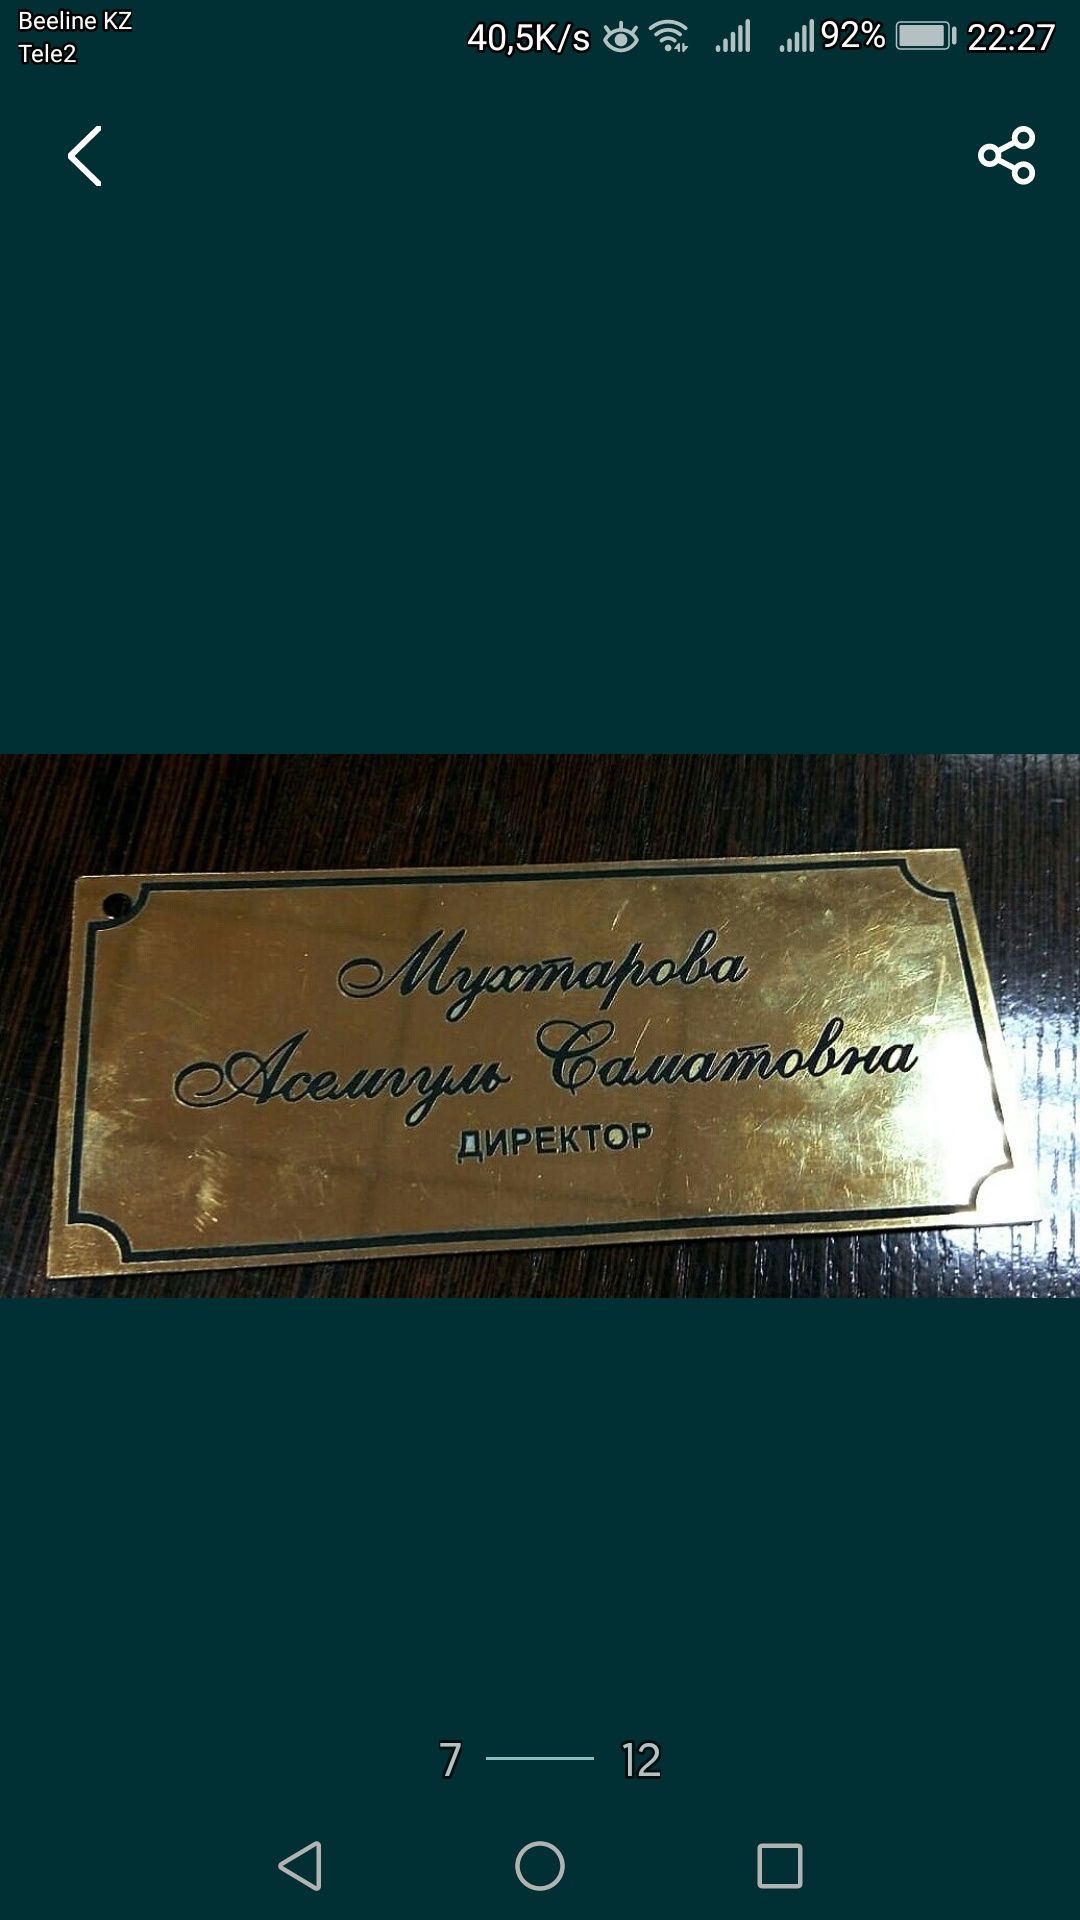 Beeline KZ
Tele2
40,5K/s
92%
22:27
Мухтарова
Асемгуль Саматовна
ДИРЕКТОР
7 12